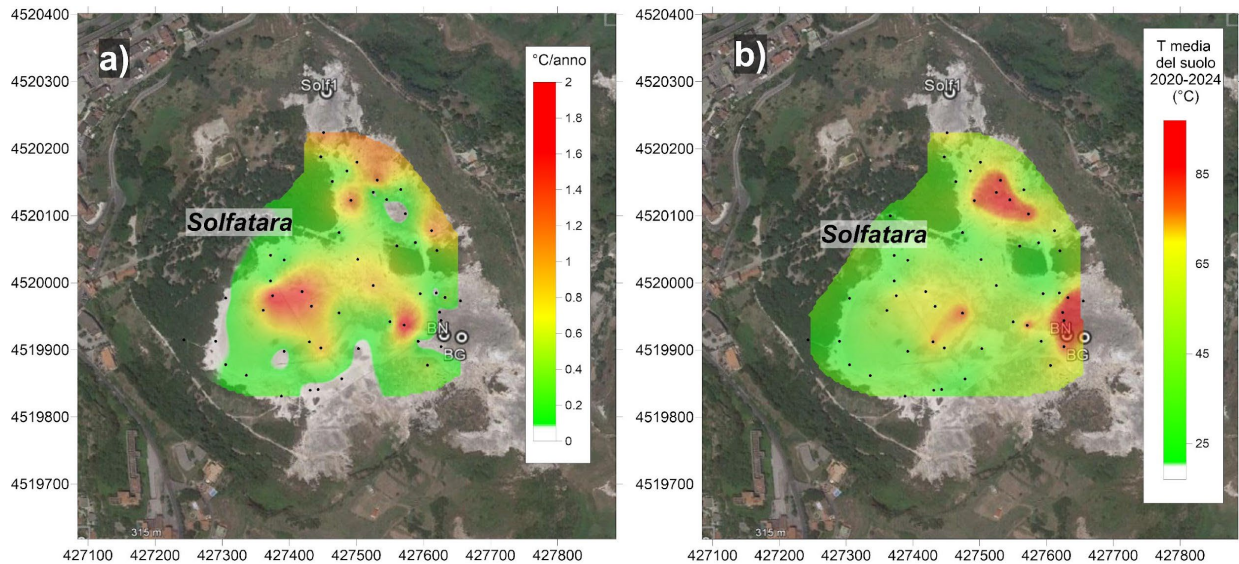 a)
°C/anno
2
1.8
1.6
1.4
1.2
1
0.8
0.6
0.4
0.2
0
4520400
4520300
4520200
4520100
4520000
4519900
4519800
4519700
Solf1
Solfatara
BN
BG
315 m
427100 427200 427300 427400 427500 427600 427700 427800
b)
T media
del suolo
2020-2024
(°C)
85
65
45
25
4520400
4520300
4520200
4520100
4520000
4519900
4519800
4519700
Solf1
Solfatara
BN
BG
315 m
427100 427200 427300 427400 427500 427600 427700 427800